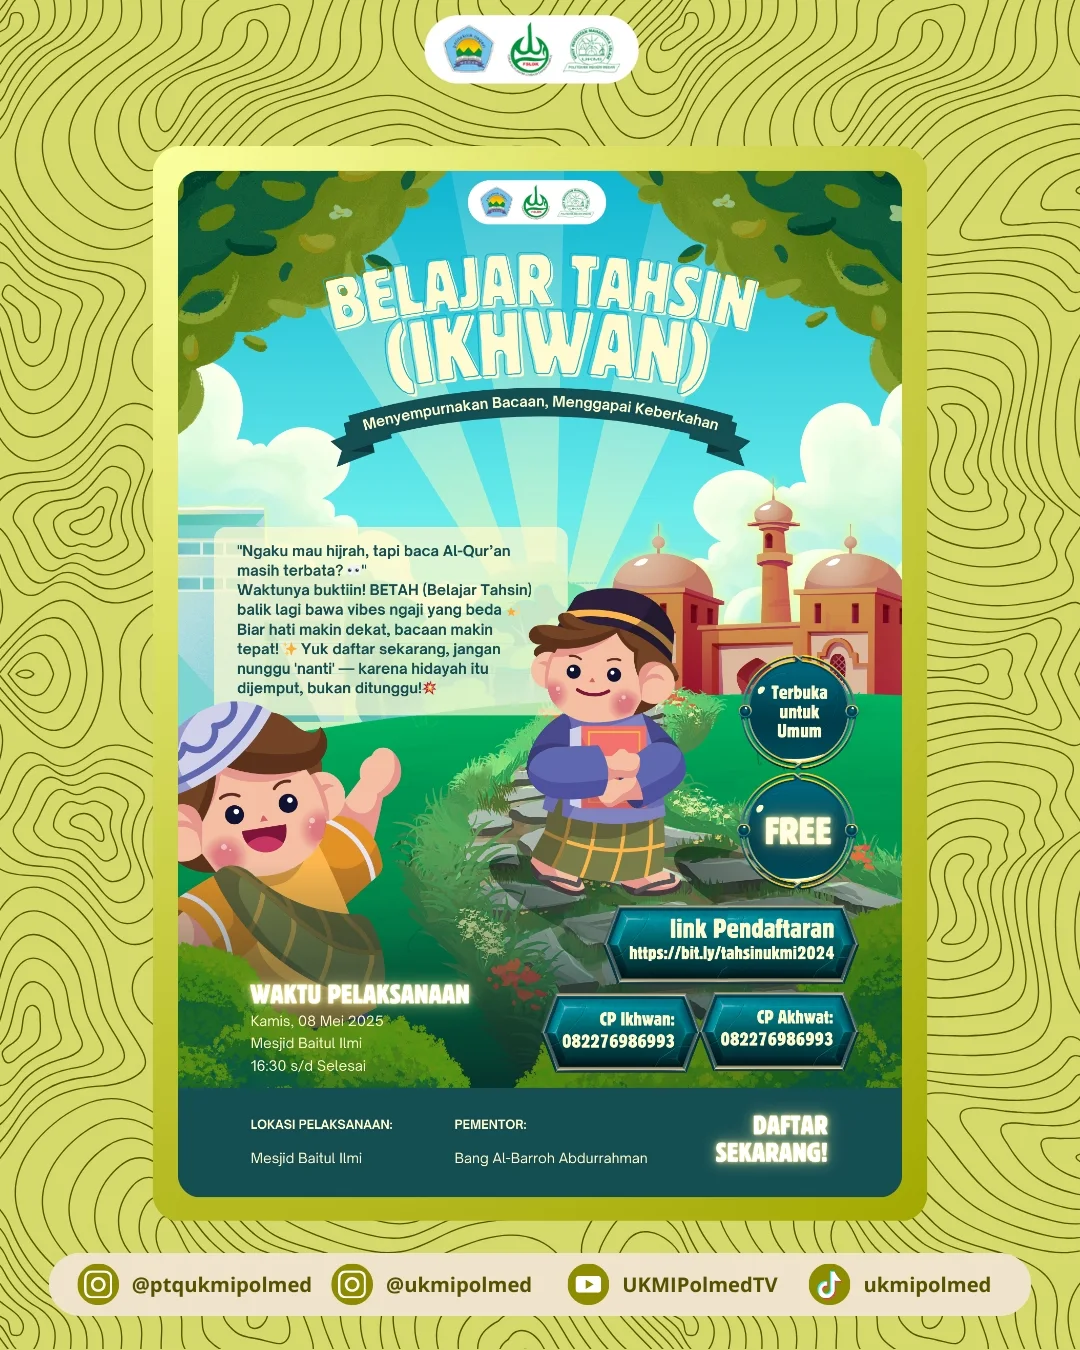 BELAJAR TAHSIN
(IKHWAN)
Menyempurnakan Bacaan, Menggapai Keberkahan
"Ngaku mau hijrah, tapi baca Al-Qur'an
masih terbata? 👀"
Waktunya buktiin! BETAH (Belajar Tahsin)
balik lagi bawa vibes ngaji yang beda ⭐
Biar hati makin dekat, bacaan makin
tepat! ✨ Yuk daftar sekarang, jangan
nunggu 'nanti' — karena hidayah itu
dijemput, bukan ditunggu!💥
Terbuka
untuk
Umum
FREE
link Pendaftaran
https://bit.ly/tahsinukmi2024
CP Ikhwan:
082276986993
CP Akhwat:
082276986993
WAKTU PELAKSANAAN
Kamis, 08 Mei 2025
Mesjid Baitul Ilmi
16:30 s/d Selesai
LOKASI PELAKSANAAN:
Mesjid Baitul Ilmi
PEMENTOR:
Bang Al-Barroh Abdurrahman
DAFTAR
SEKARANG!
@ptqukmipolmed
@ukmipolmed
UKMIPolmedTV
ukmipolmed